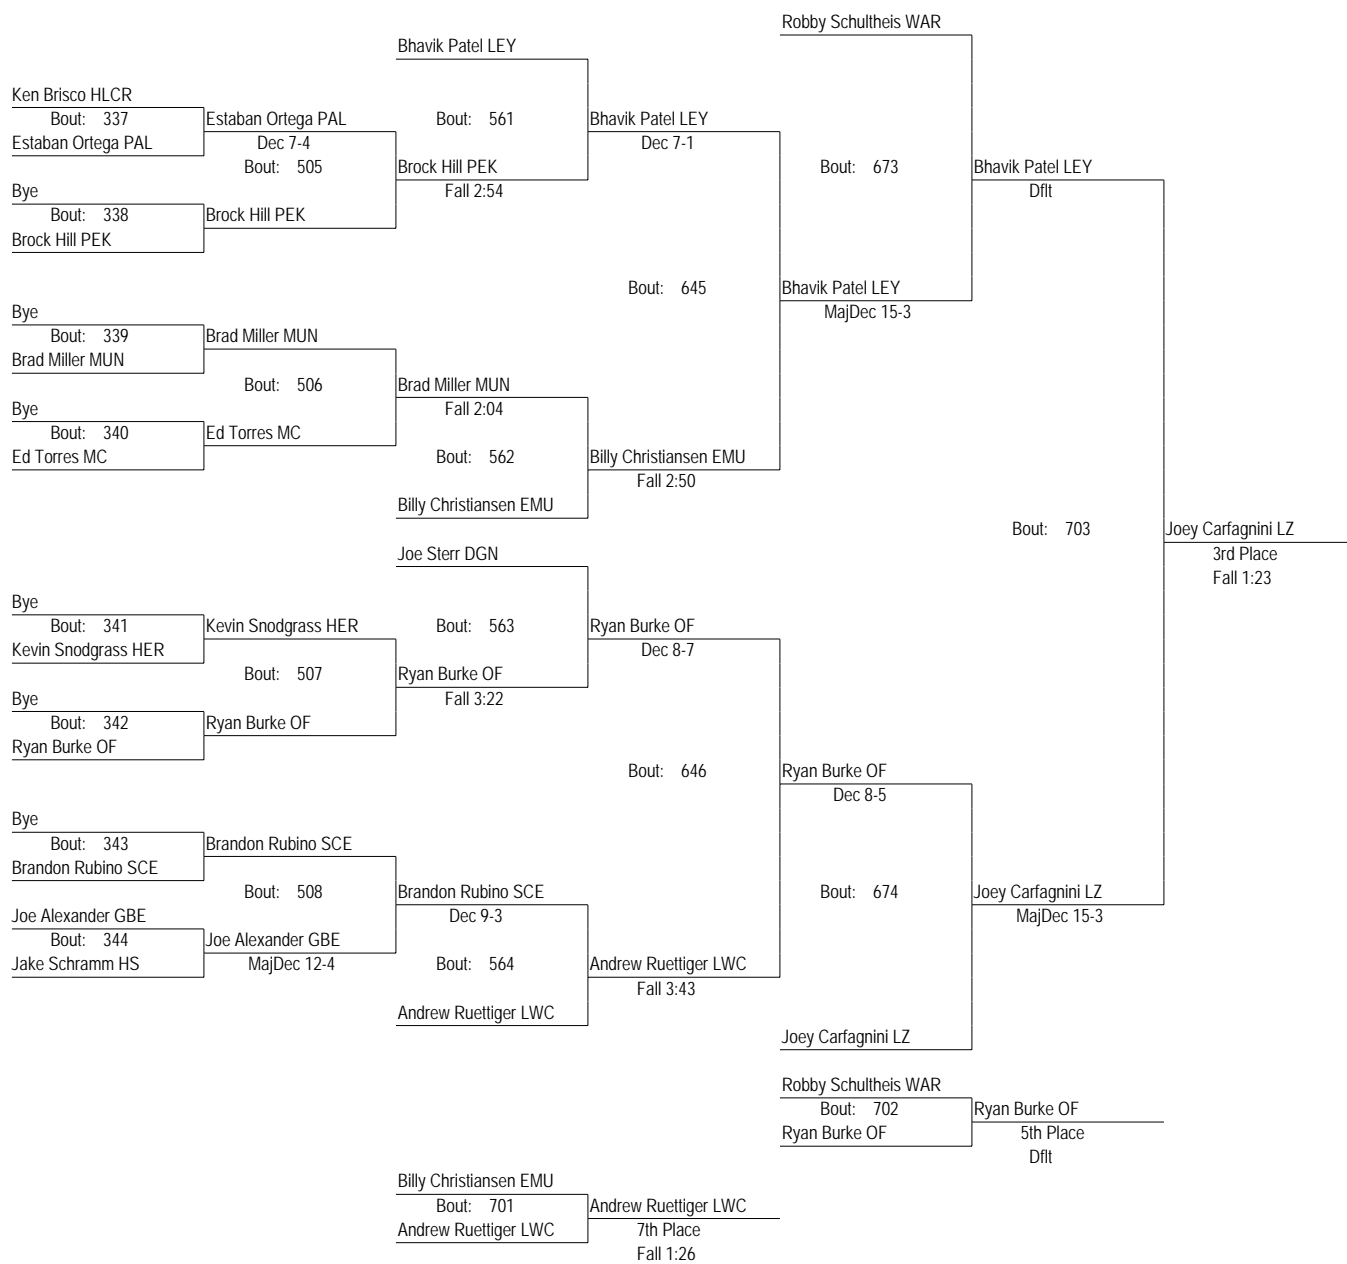 Robby Schultheis WAR
Bhavik Patel LEY
Ken Brisco HLCR
Bout: 337
Estaban Ortega PAL
Bout: 561
Bhavik Patel LEY
Estaban Ortega PAL
Dec 7-4
Dec 7-1
Bout: 505
Brock Hill PEK
Bout: 673
Bhavik Patel LEY
Bye
Fall 2:54
Dflt
Bout: 338
Brock Hill PEK
Brock Hill PEK
Bout: 645
Bhavik Patel LEY
Bye
MajDec 15-3
Bout: 339
Brad Miller MUN
Brad Miller MUN
Bout: 506
Brad Miller MUN
Bye
Fall 2:04
Bout: 340
Ed Torres MC
Ed Torres MC
Bout: 562
Billy Christiansen EMU
Fall 2:50
Billy Christiansen EMU
Bout: 703
Joey Carfagnini LZ
Joe Sterr DGN
3rd Place
Fall 1:23
Bye
Bout: 341
Kevin Snodgrass HER
Bout: 563
Ryan Burke OF
Kevin Snodgrass HER
Dec 8-7
Bout: 507
Ryan Burke OF
Bye
Fall 3:22
Bout: 342
Ryan Burke OF
Ryan Burke OF
Bout: 646
Ryan Burke OF
Dec 8-5
Bye
Bout: 343
Brandon Rubino SCE
Brandon Rubino SCE
Bout: 508
Brandon Rubino SCE
Bout: 674
Joey Carfagnini LZ
Joe Alexander GBE
Dec 9-3
MajDec 15-3
Bout: 344
Joe Alexander GBE
Jake Schramm HS
MajDec 12-4
Bout: 564
Andrew Ruettiger LWC
Fall 3:43
Andrew Ruettiger LWC
Joey Carfagnini LZ
Robby Schultheis WAR
Bout: 702
Ryan Burke OF
Ryan Burke OF
5th Place
Dflt
Billy Christiansen EMU
Bout: 701
Andrew Ruettiger LWC
Andrew Ruettiger LWC
7th Place
Fall 1:26